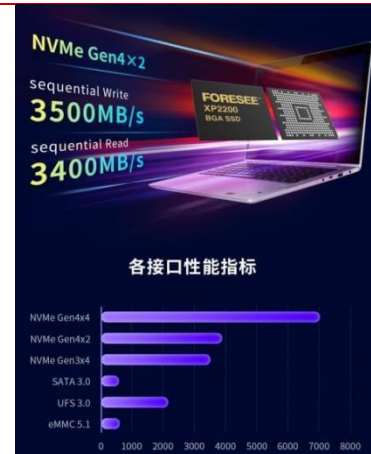 NVMe Gen4×2
sequential Write
3500MB/s
sequential Read
3400MB/s
FORESEE
XP2200
BGA SSD
各接口性能指标
NVMe Gen4x4
NVMe Gen4x2
NVMe Gen3x4
SATA 3.0
UFS 3.0
eMMC 5.1
0 1000 2000 3000 4000 5000 6000 7000 8000